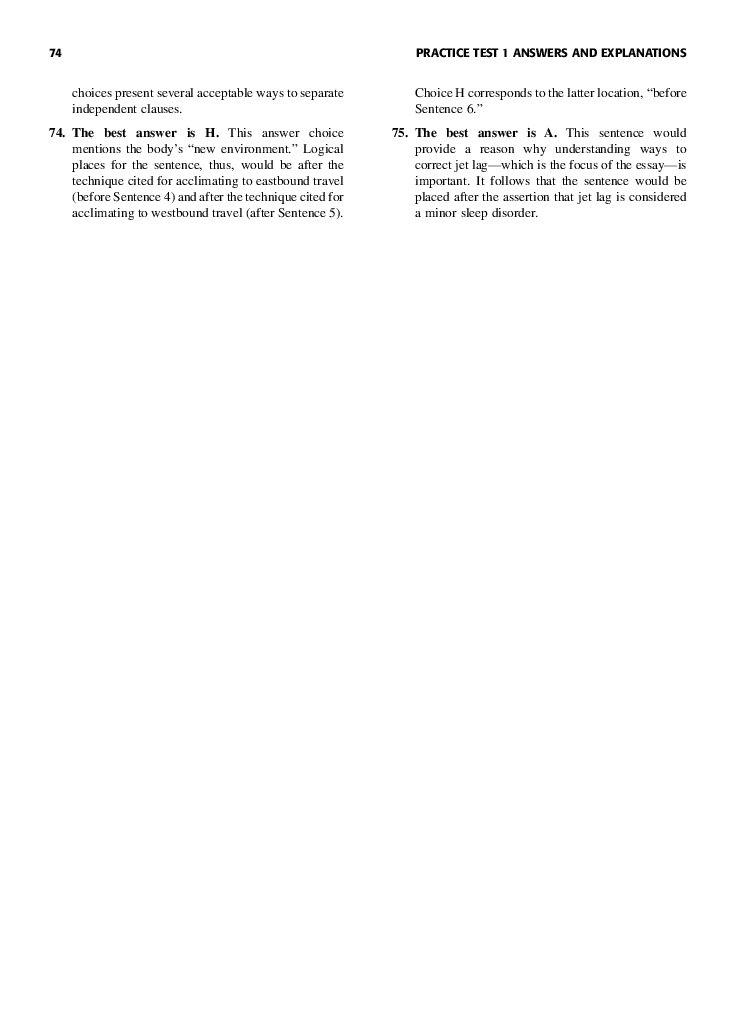 74
PRACTICE TEST 1 ANSWERS AND EXPLANATIONS
choices present several acceptable ways to separate
independent clauses.
74. The best answer is H. This answer choice
mentions the body’s “new environment.” Logical
places for the sentence, thus, would be after the
technique cited for acclimating to eastbound travel
(before Sentence 4) and after the technique cited for
acclimating to westbound travel (after Sentence 5).
Choice H corresponds to the latter location, “before
Sentence 6.”
75. The best answer is A. This sentence would
provide a reason why understanding ways to
correct jet lag—which is the focus of the essay—is
important. It follows that the sentence would be
placed after the assertion that jet lag is considered
a minor sleep disorder.